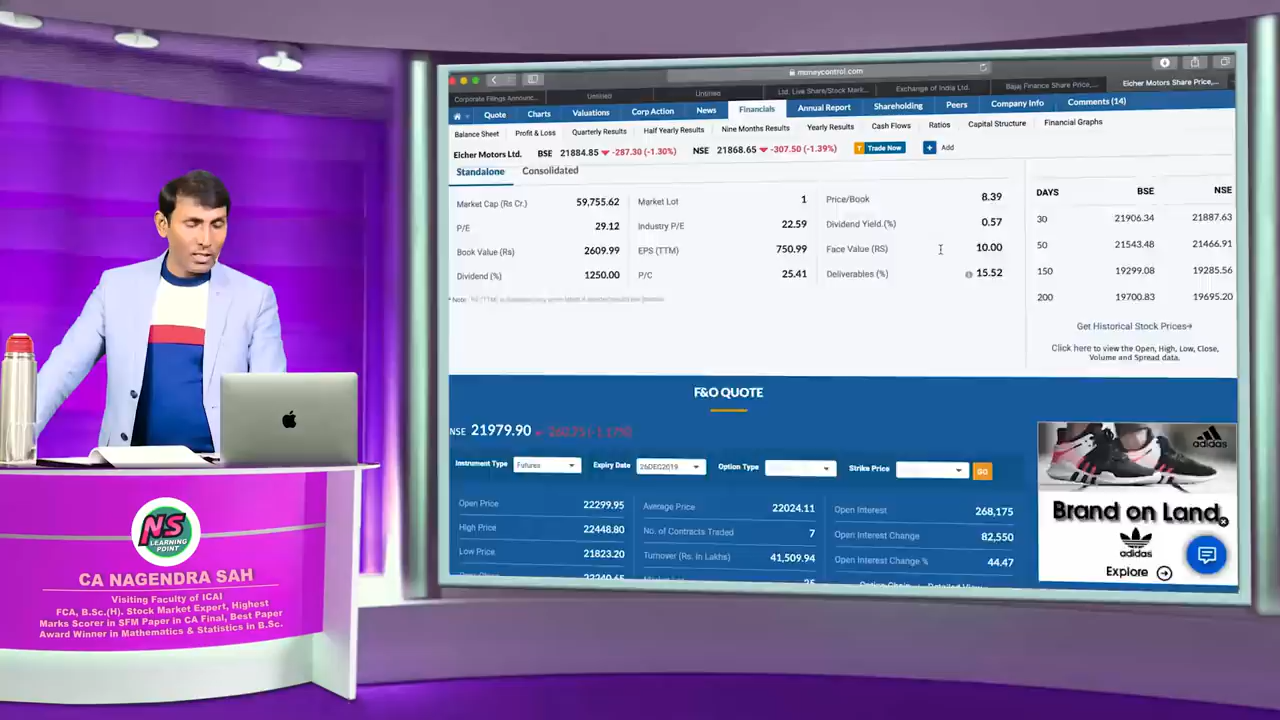 moneycontrol.com
Corporate Filings Announc...
Untitled
Untitled
Ltd. Live Share/Stock Mark...
Exchange of India Ltd.
Bajaj Finance Share Price,...
Eicher Motors Share Price,...
Quote Charts Valuations Corp Action News Financials Annual Report Shareholding Peers Company Info Comments (14)
Balance Sheet Profit & Loss Quarterly Results Half Yearly Results Nine Months Results Yearly Results Cash Flows Ratios Capital Structure Financial Graphs
Eicher Motors Ltd. BSE 21884.85 -287.30 (-1.30%) NSE 21868.65 -307.50 (-1.39%) T Trade Now + Add
Standalone Consolidated
Market Cap (Rs Cr.) 59,755.62 Market Lot 1 Price/Book 8.39
P/E 29.12 Industry P/E 22.59 Dividend Yield.(%) 0.57
Book Value (Rs) 2609.99 EPS (TTM) 750.99 Face Value (RS) 10.00
Dividend (%) 1250.00 P/C 25.41 Deliverables (%) 15.52
DAYS BSE NSE
30 21906.34 21887.63
50 21543.48 21466.91
150 19299.08 19285.56
200 19700.83 19695.20
Get Historical Stock Prices→
Click here to view the Open, High, Low, Close,
Volume and Spread data.
F&O QUOTE
NSE 21979.90
Instrument Type Futures Expiry Date 26DEC2019 Option Type Strike Price GO
Open Price 22299.95 Average Price 22024.11 Open Interest 268,175
High Price 22448.80 No. of Contracts Traded 7 Open Interest Change 82,550
Low Price 21823.20 Turnover (Rs. in Lakhs) 41,509.94 Open Interest Change % 44.47
adidas
Brand on Land
adidas
Explore
NS
LEARNING
POINT
CA NAGENDRA SAH
Visiting Faculty of ICAI
FCA, B.Sc.(H). Stock Market Expert, Highest
Marks Scorer in SFM Paper in CA Final, Best Paper
Award Winner in Mathematics & Statistics in B.Sc.